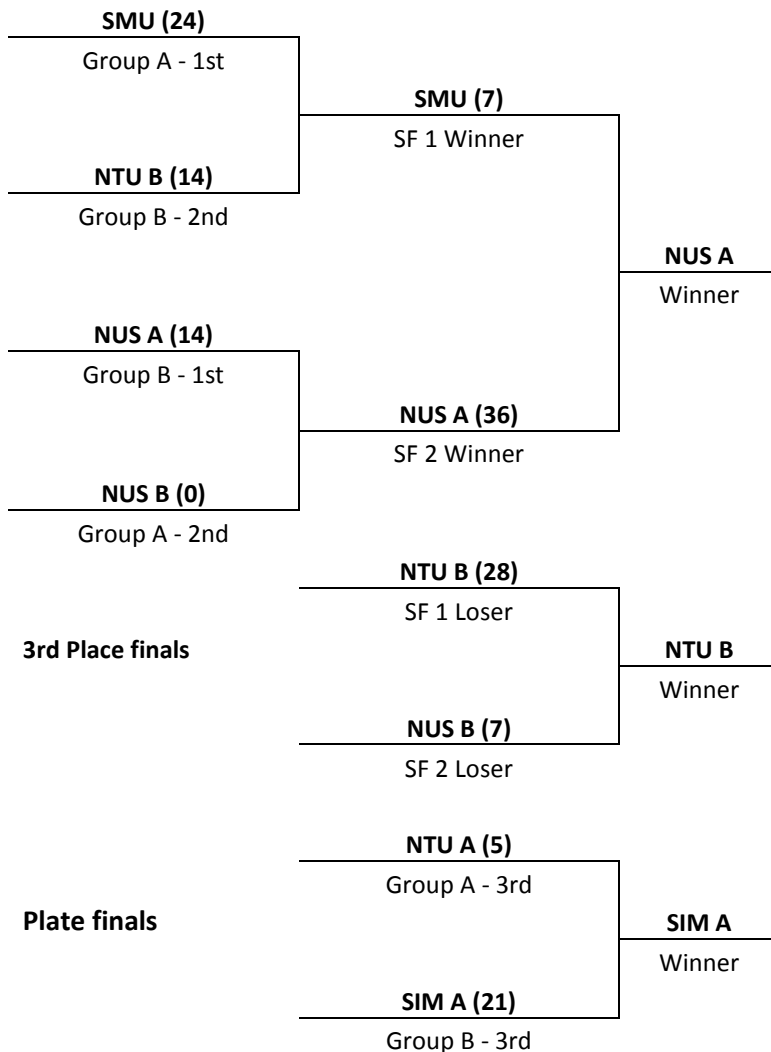 SMU (24)
Group A - 1st
SMU (7)
SF 1 Winner
NTU B (14)
Group B - 2nd
NUS A
Winner
NUS A (14)
Group B - 1st
NUS A (36)
SF 2 Winner
NUS B (0)
Group A - 2nd
NTU B (28)
SF 1 Loser
3rd Place finals
NTU B
Winner
NUS B (7)
SF 2 Loser
NTU A (5)
Group A - 3rd
Plate finals
SIM A
Winner
SIM A (21)
Group B - 3rd